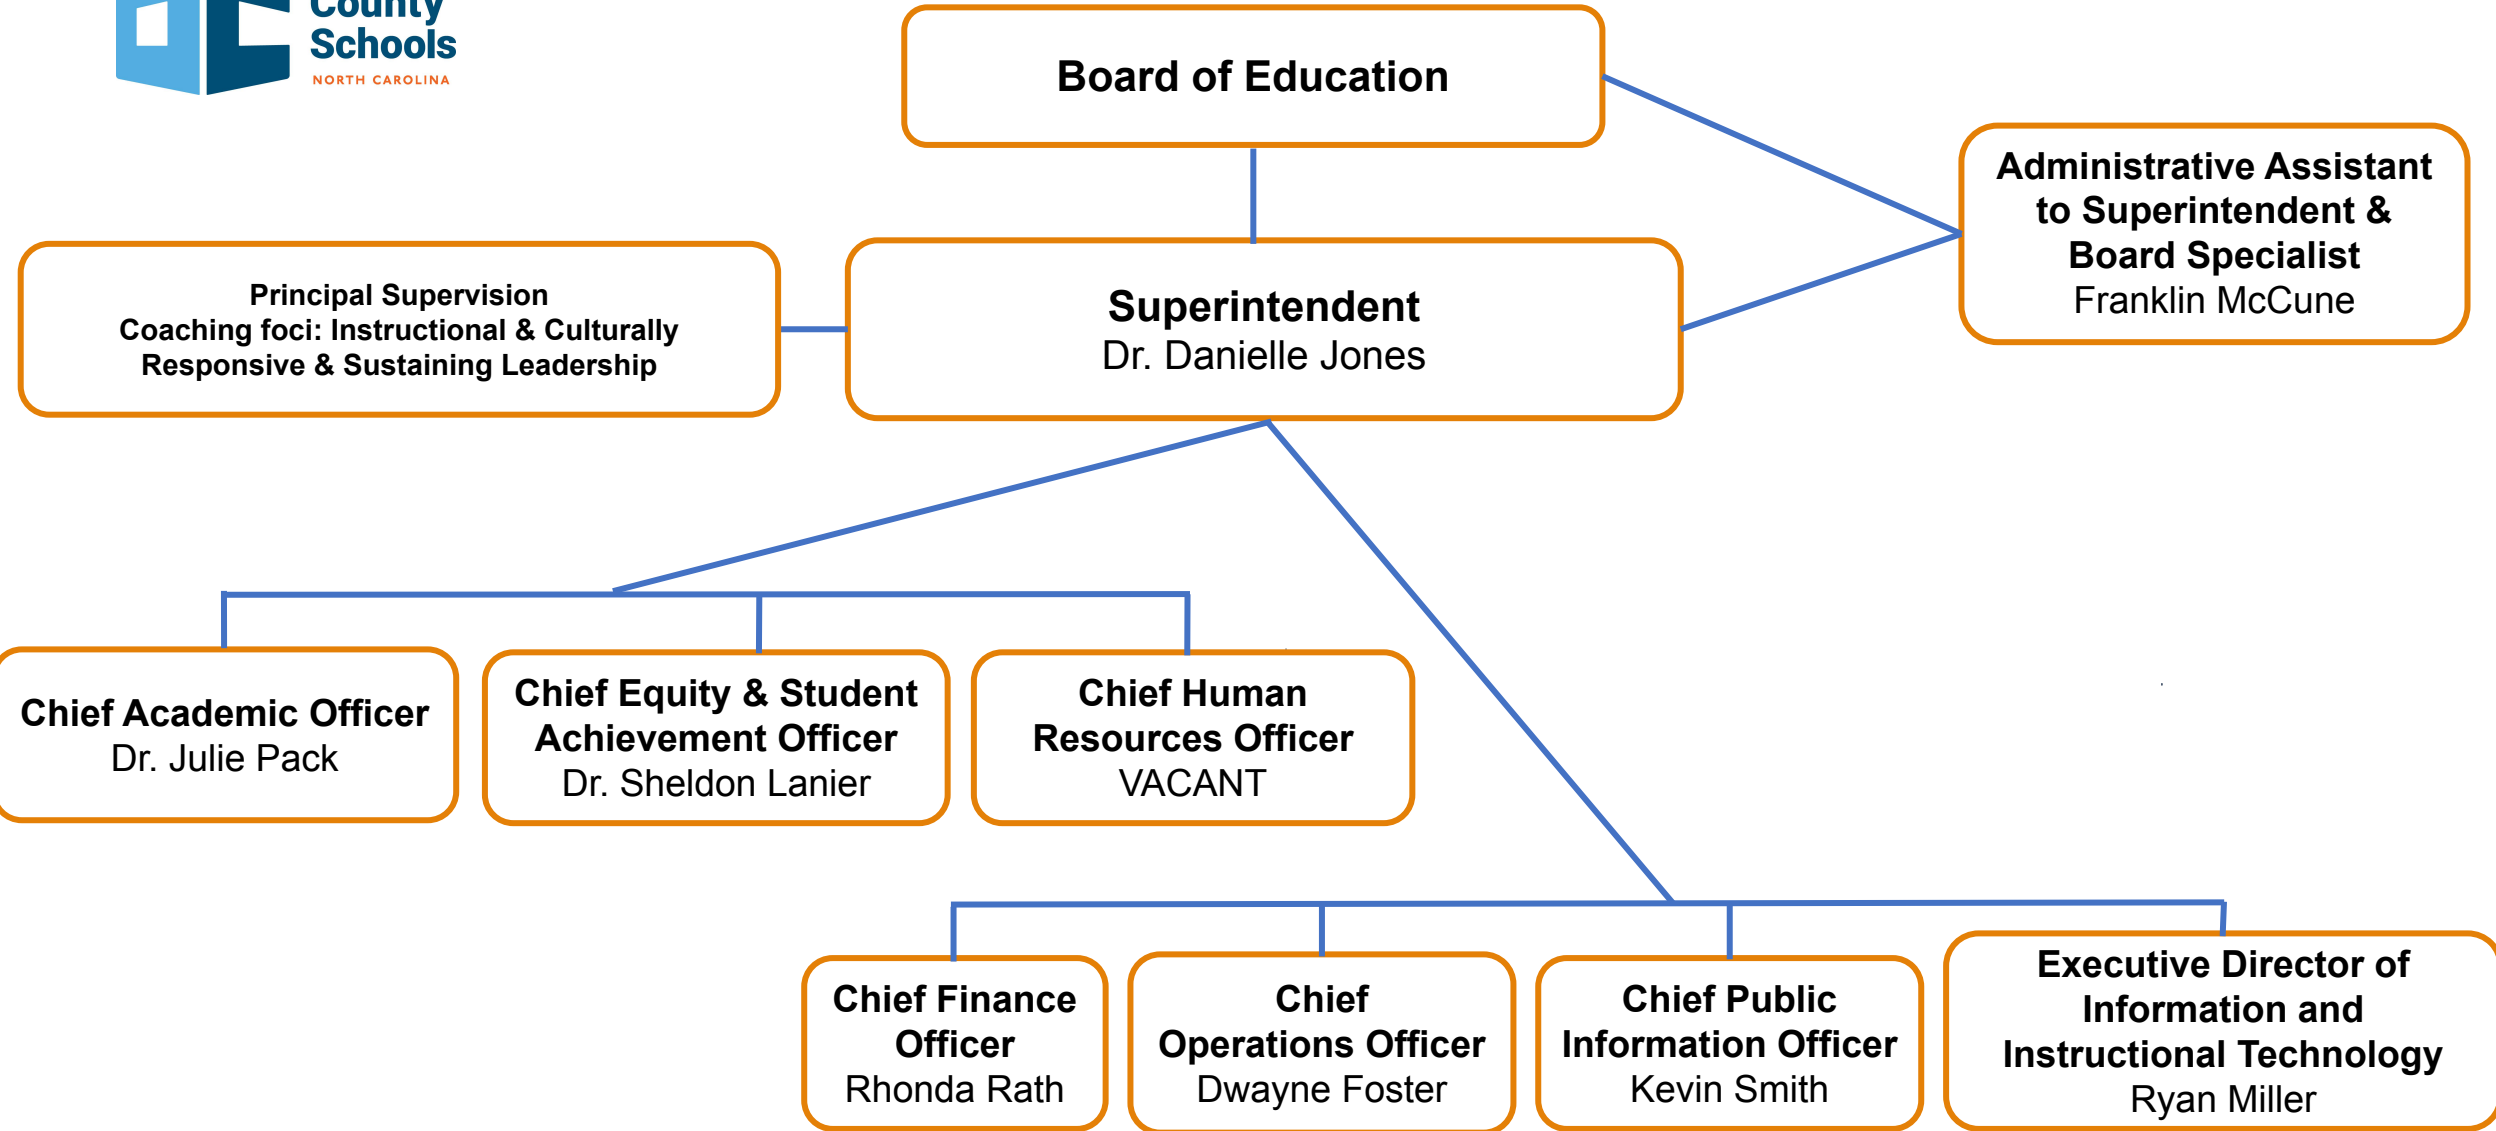 County
Schools
NORTH CAROLINA
Board of Education
Administrative Assistant
to Superintendent &
Board Specialist
Franklin McCune
Principal Supervision
Coaching foci: Instructional & Culturally
Responsive & Sustaining Leadership
Superintendent
Dr. Danielle Jones
Chief Academic Officer
Dr. Julie Pack
Chief Equity & Student
Achievement Officer
Dr. Sheldon Lanier
Chief Human
Resources Officer
VACANT
Chief Finance
Officer
Rhonda Rath
Chief
Operations Officer
Dwayne Foster
Chief Public
Information Officer
Kevin Smith
Executive Director of
Information and
Instructional Technology
Ryan Miller